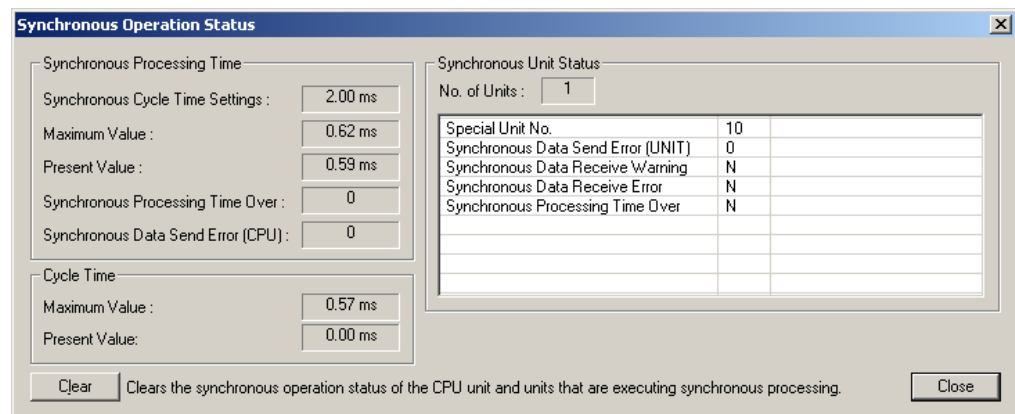 Synchronous Operation Status
Synchronous Processing Time
Synchronous Cycle Time Settings : 2.00 ms
Maximum Value : 0.62 ms
Present Value : 0.59 ms
Synchronous Processing Time Over : 0
Synchronous Data Send Error (CPU) : 0
Cycle Time
Maximum Value : 0.57 ms
Present Value: 0.00 ms
Synchronous Unit Status
No. of Units : 1
Special Unit No. 10
Synchronous Data Send Error (UNIT) 0
Synchronous Data Receive Warning N
Synchronous Data Receive Error N
Synchronous Processing Time Over N
Clear Clears the synchronous operation status of the CPU unit and units that are executing synchronous processing. Close